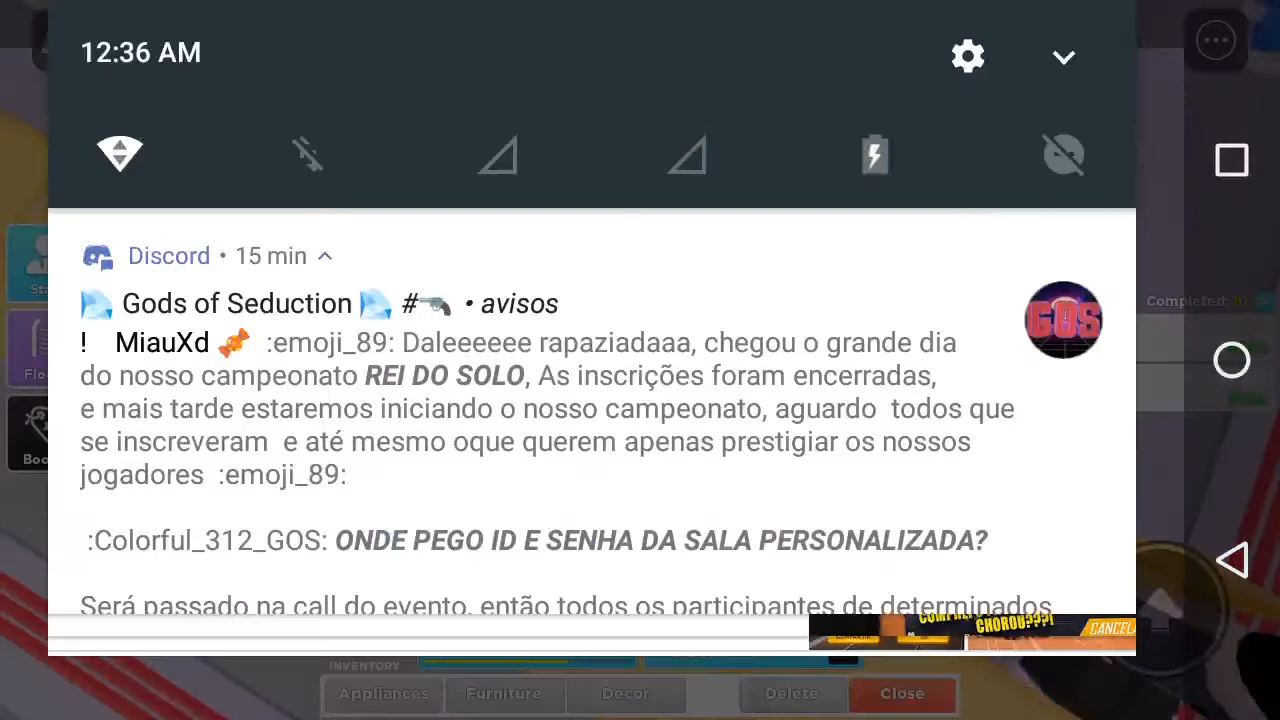 12:36 AM
Discord • 15 min
Gods of Seduction # • avisos
GOS
! MiauXd :emoji_89: Daleeeeee rapaziadaaa, chegou o grande dia
do nosso campeonato REI DO SOLO, As inscrições foram encerradas,
e mais tarde estaremos iniciando o nosso campeonato, aguardo todos que
se inscreveram e até mesmo oque querem apenas prestigiar os nossos
jogadores :emoji_89:
:Colorful_312_GOS: ONDE PEGO ID E SENHA DA SALA PERSONALIZADA?
Será passado na call do evento, então todos os participantes de determinados
Completed:
CHOROU???!
CANCELA
INVENTORY
Appliances
Furniture
Decor
Delete
Close